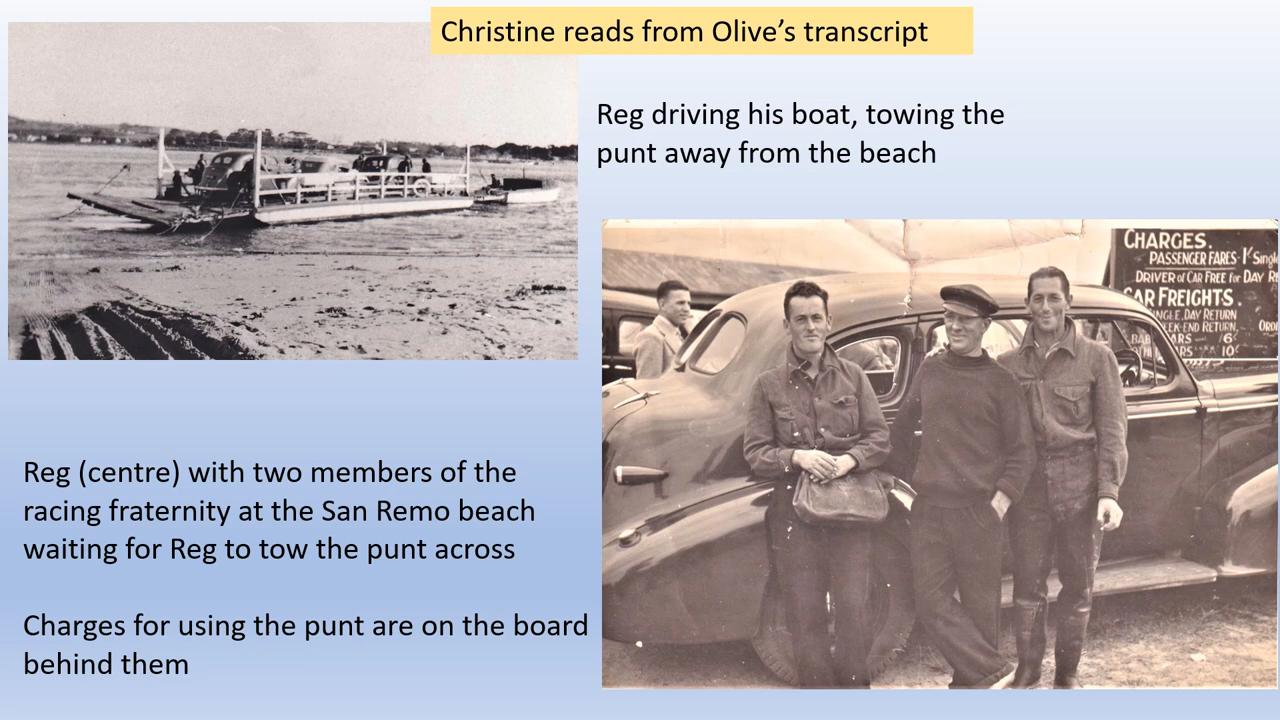 Christine reads from Olive’s transcript
Reg driving his boat, towing the
punt away from the beach
CHARGES.
PASSENGER FARES 1/
DRIVER of CAR FREE for DAY
CAR FREIGHTS.
DAY RETURN
END RETURN.
6/
10/
Reg (centre) with two members of the
racing fraternity at the San Remo beach
waiting for Reg to tow the punt across
Charges for using the punt are on the board
behind them